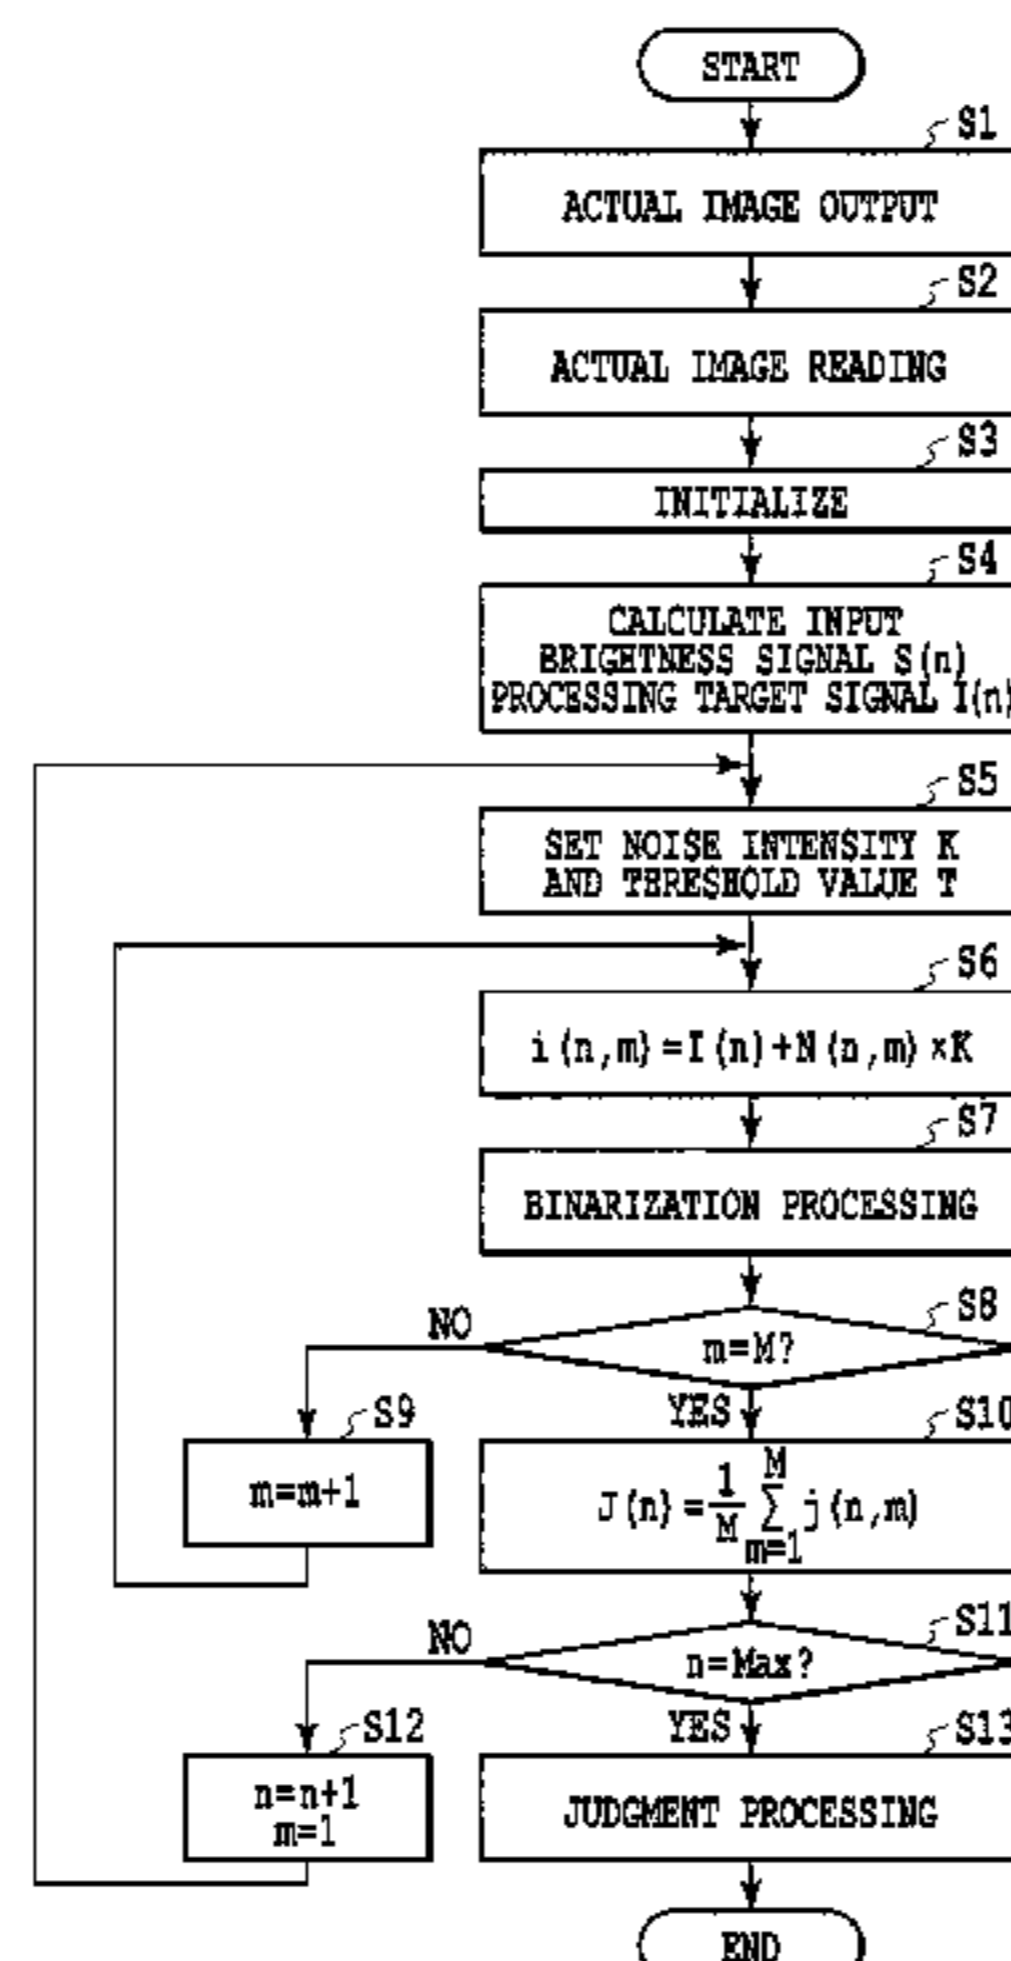 START
S1
ACTUAL IMAGE OUTPUT
S2
ACTUAL IMAGE READING
S3
INITIALIZE
S4
CALCULATE INPUT
BRIGHTNESS SIGNAL S(n)
PROCESSING TARGET SIGNAL I(n)
S5
SET NOISE INTENSITY K
AND THRESHOLD VALUE T
S6
i(n,m)=I(n)+N(n,m)×K
S7
BINARIZATION PROCESSING
S8
NO
m=M?
YES
S9
m=m+1
S10
J(n)=1/M M∑m=1 j(n,m)
S11
NO
n=Max?
YES
S12
n=n+1
m=1
S13
JUDGMENT PROCESSING
END